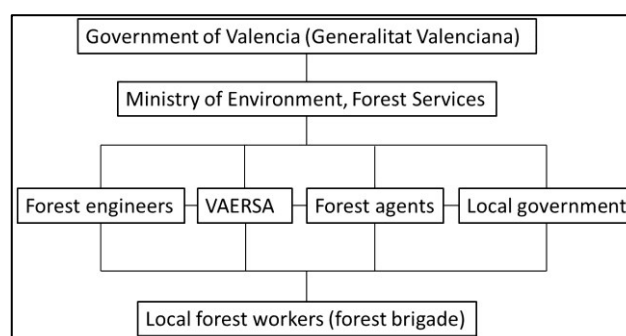 Government of Valencia (Generalitat Valenciana)
Ministry of Environment, Forest Services
Forest engineers
VAERSA
Forest agents
Local government
Local forest workers (forest brigade)